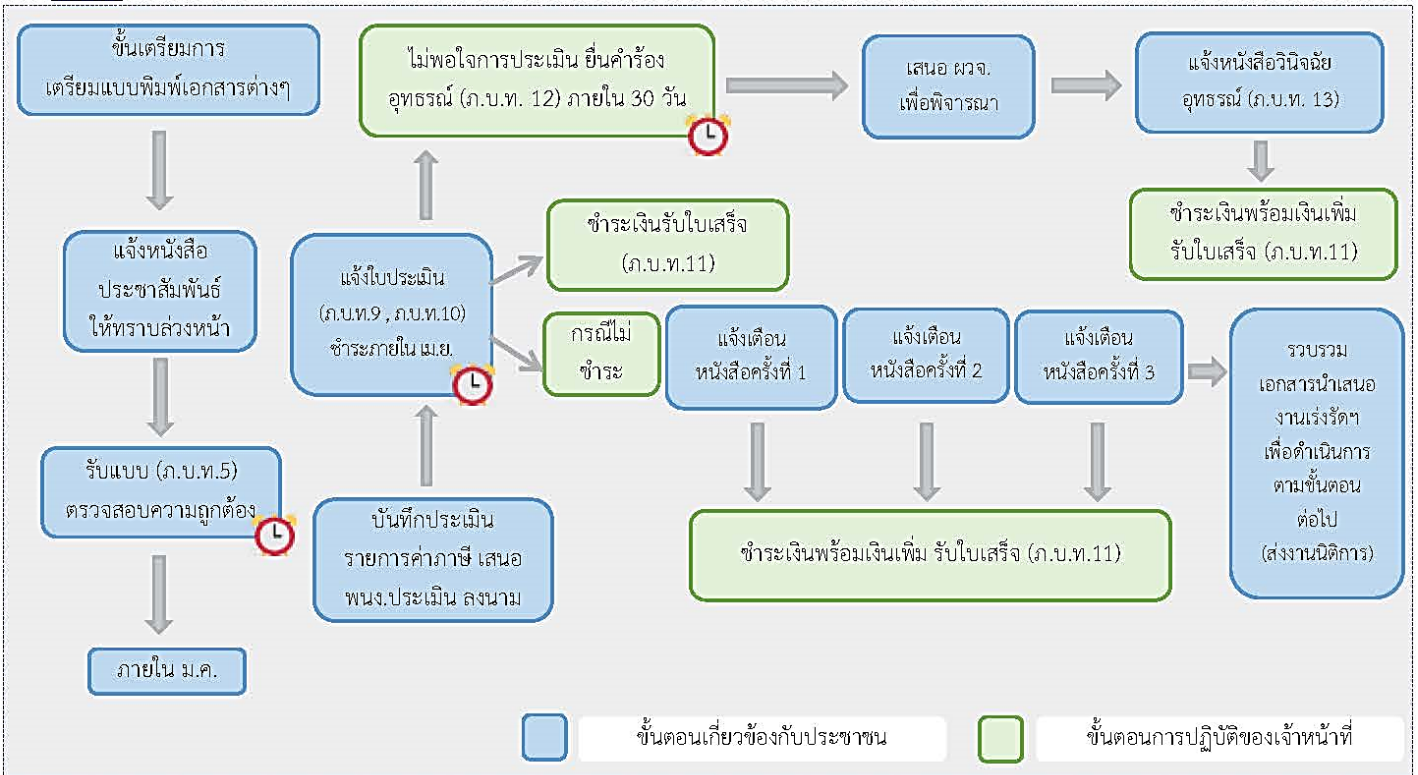 ขั้นเตรียมการ
เตรียมแบบพิมพ์เอกสารต่างๆ
แจ้งหนังสือ
ประชาสัมพันธ์
ให้ทราบล่วงหน้า
รับแบบ (ภ.บ.ท.5)
ตรวจสอบความถูกต้อง
ภายใน ม.ค.
บันทึกประเมิน
รายการค่าภาษี เสนอ
พนง.ประเมิน ลงนาม
แจ้งใบประเมิน
(ภ.บ.ท.9 , ภ.บ.ท.10)
ชำระภายใน เม.ย.
ไม่พอใจการประเมิน ยื่นคำร้อง
อุทธรณ์ (ภ.บ.ท. 12) ภายใน 30 วัน
เสนอ ผวจ.
เพื่อพิจารณา
แจ้งหนังสือวินิจฉัย
อุทธรณ์ (ภ.บ.ท. 13)
ชำระเงินพร้อมเงินเพิ่ม
รับใบเสร็จ (ภ.บ.ท.11)
ชำระเงินรับใบเสร็จ
(ภ.บ.ท.11)
กรณีไม่
ชำระ
แจ้งเตือน
หนังสือครั้งที่ 1
แจ้งเตือน
หนังสือครั้งที่ 2
แจ้งเตือน
หนังสือครั้งที่ 3
รวบรวม
เอกสารนำเสนอ
งานเร่งรัดฯ
เพื่อดำเนินการ
ตามขั้นตอน
ต่อไป
(ส่งงานนิติการ)
ชำระเงินพร้อมเงินเพิ่ม รับใบเสร็จ (ภ.บ.ท.11)
ขั้นตอนเกี่ยวข้องกับประชาชน
ขั้นตอนการปฏิบัติของเจ้าหน้าที่